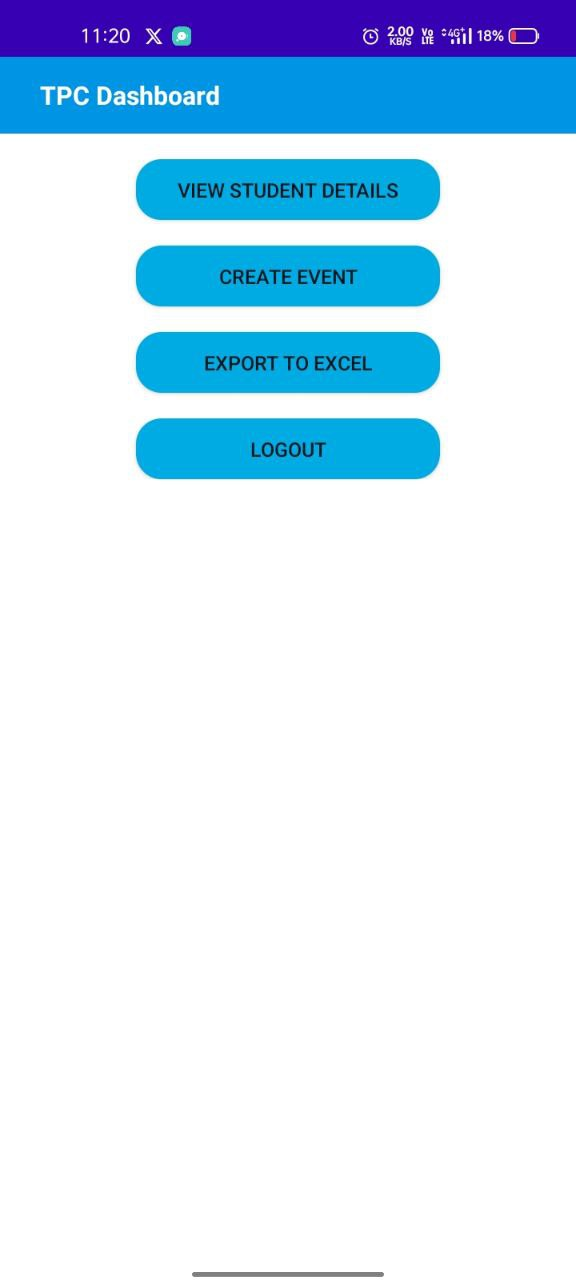 11:20
2.00
KB/S
Vo
LTE
4G+
18%
TPC Dashboard
VIEW STUDENT DETAILS
CREATE EVENT
EXPORT TO EXCEL
LOGOUT